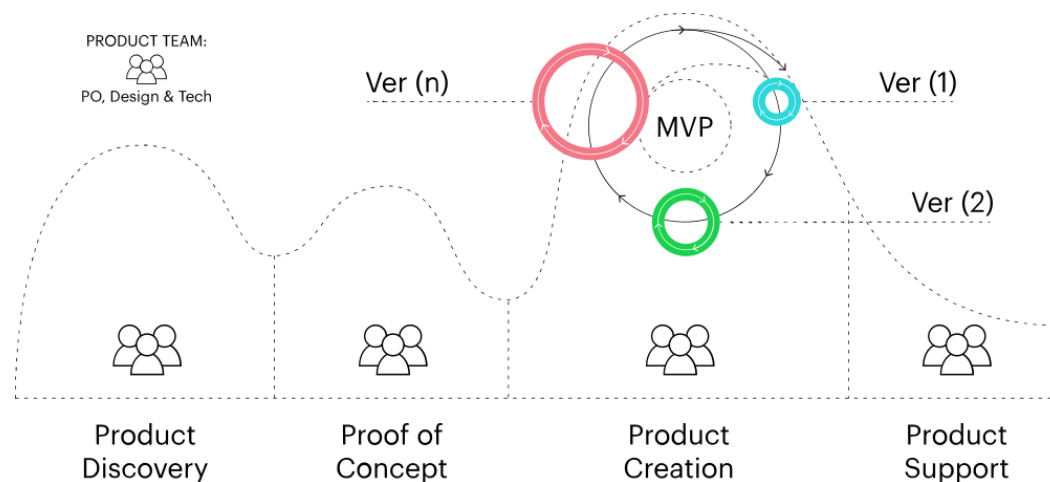 PRODUCT TEAM:
PO, Design & Tech
Ver (n)
MVP
Ver (1)
Ver (2)
Product
Discovery
Proof of
Concept
Product
Creation
Product
Support